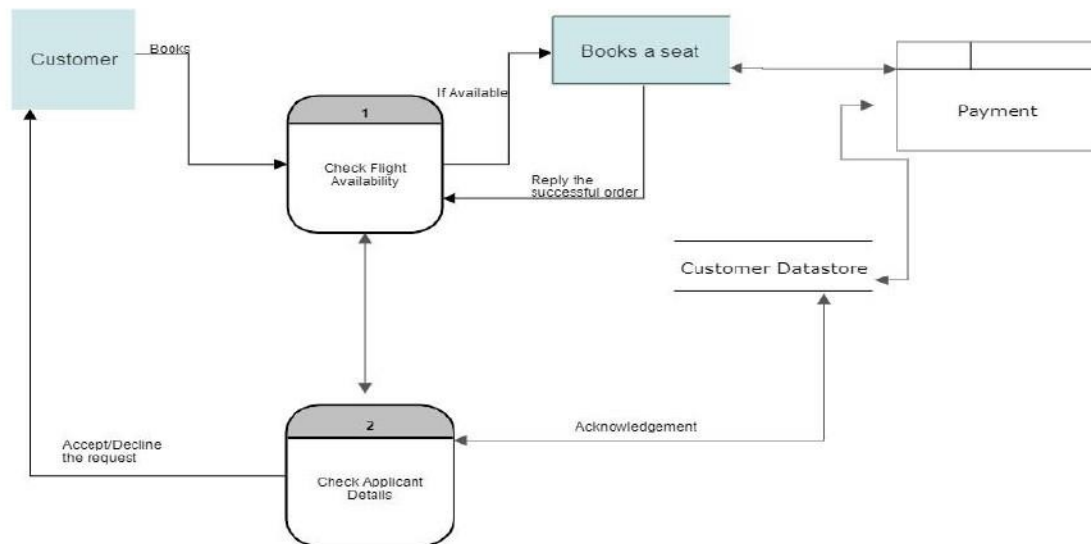 Customer
Books
Books a seat
If Available
1
Check Flight
Availability
Payment
Reply the
successful order
Customer Datastore
2
Acknowledgement
Accept/Decline
the request
Check Applicant
Details